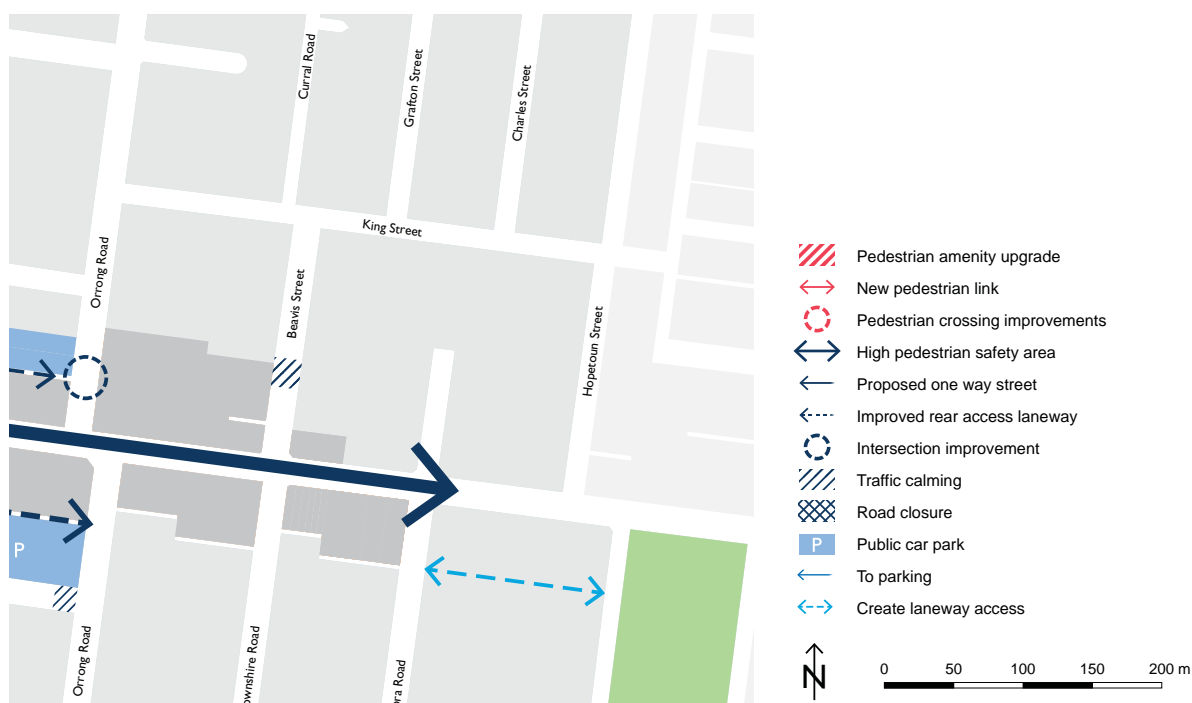 Curral Road
Grafton Street
Charles Street
King Street
Orrong Road
Beavis Street
Hopetoun Street
P
Orrong Road
ownshire Road
ora Road
Pedestrian amenity upgrade
New pedestrian link
Pedestrian crossing improvements
High pedestrian safety area
Proposed one way street
Improved rear access laneway
Intersection improvement
Traffic calming
Road closure
P
Public car park
To parking
Create laneway access
N
0 50 100 150 200 m